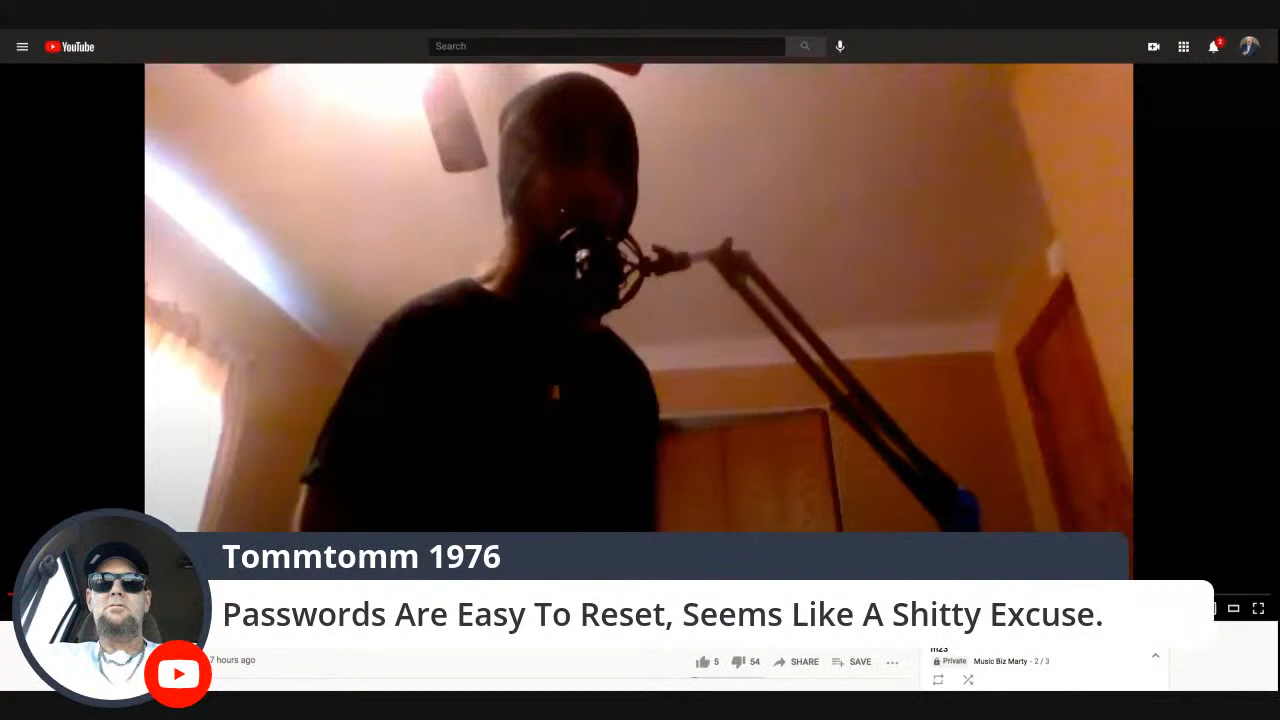 YouTube
Search
2
Tommtomm 1976
Passwords Are Easy To Reset, Seems Like A Shitty Excuse.
7 hours ago
5
54
SHARE
SAVE
Private
Music Biz Marty - 2 / 3